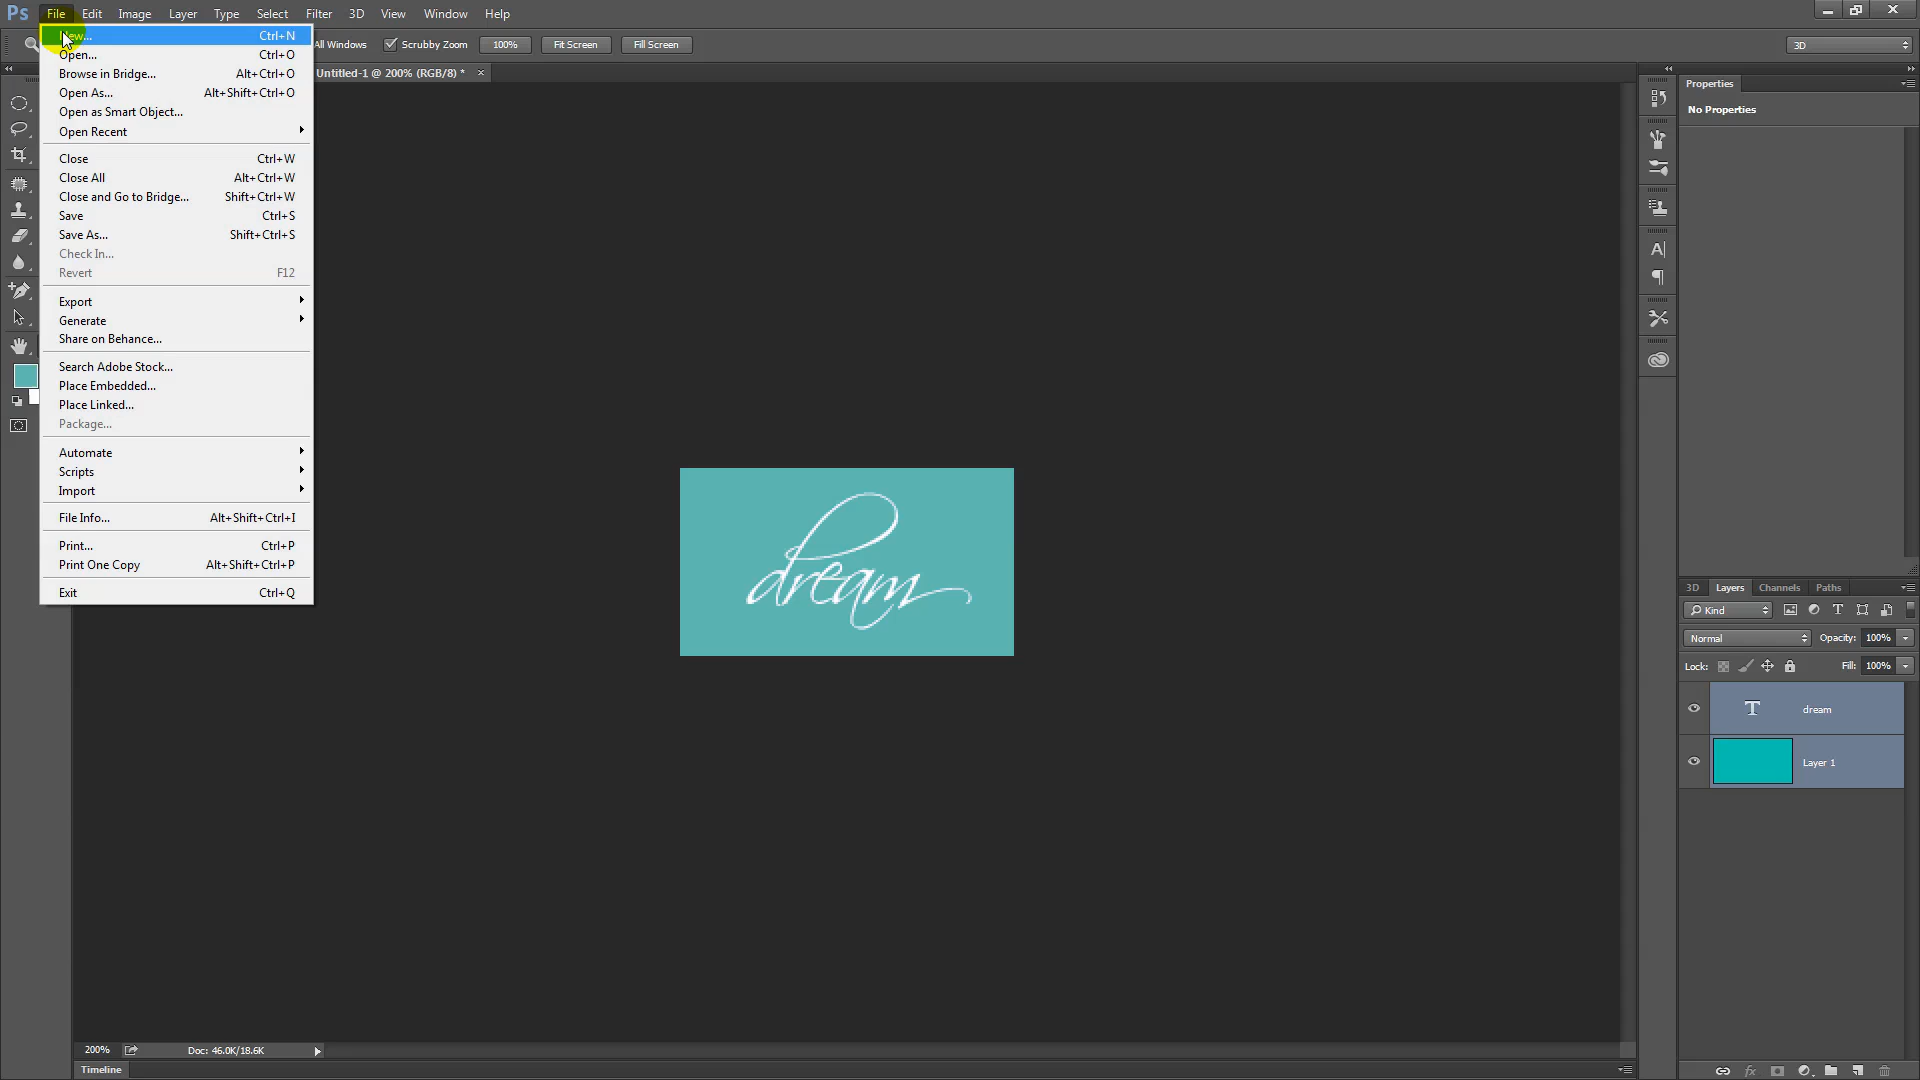 Ps File Edit Image Layer Type Select Filter 3D View Window Help
All Windows Scrubby Zoom 100% Fit Screen Fill Screen 3D
Untitled-1 @ 200% (RGB/8) *
New... Ctrl+N
Open... Ctrl+O
Browse in Bridge... Alt+Ctrl+O
Open As... Alt+Shift+Ctrl+O
Open as Smart Object...
Open Recent
Close Ctrl+W
Close All Alt+Ctrl+W
Close and Go to Bridge... Shift+Ctrl+W
Save Ctrl+S
Save As... Shift+Ctrl+S
Check In...
Revert F12
Export
Generate
Share on Behance...
Search Adobe Stock...
Place Embedded...
Place Linked...
Package...
Automate
Scripts
Import
File Info... Alt+Shift+Ctrl+I
Print... Ctrl+P
Print One Copy Alt+Shift+Ctrl+P
Exit Ctrl+Q
dream
Properties
No Properties
3D Layers Channels Paths
Kind
Normal Opacity: 100%
Lock: Fill: 100%
dream
Layer 1
200% Doc: 46.0K/18.6K
Timeline